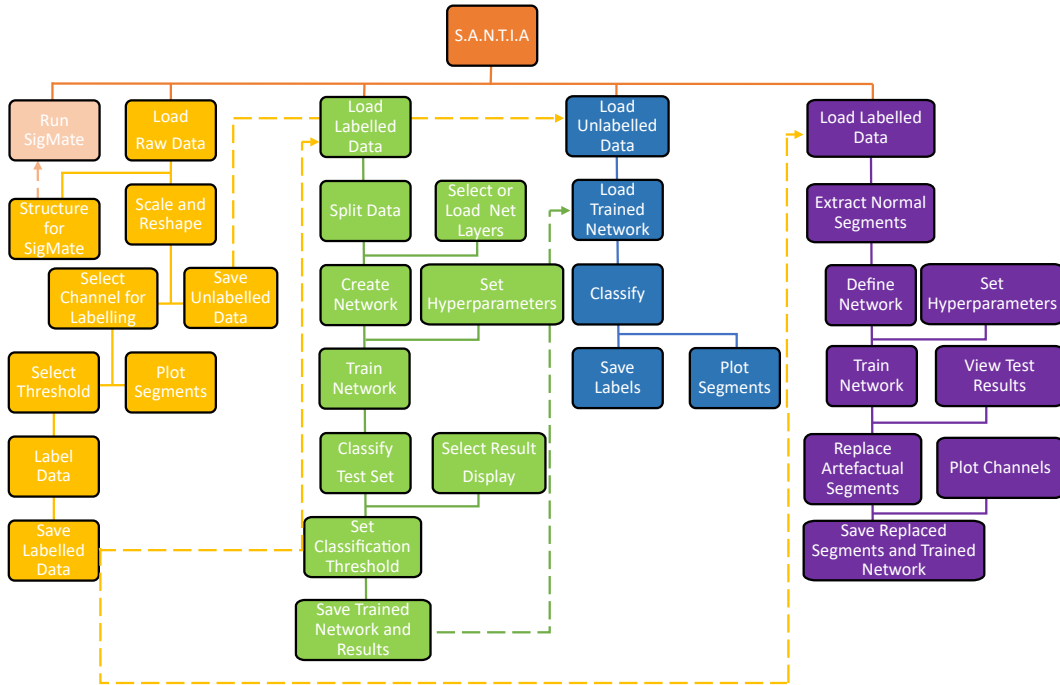 S.A.N.T.I.A
Run
SigMate
Load
Raw Data
Structure for
SigMate
Scale and
Reshape
Select
Channel for
Labelling
Save
Unlabelled
Data
Select
Threshold
Plot
Segments
Label
Data
Save
Labelled
Data
Load
Labelled
Data
Split Data
Select or
Load Net
Layers
Create
Network
Set
Hyperparameters
Train
Network
Classify
Test Set
Select Result
Display
Set
Classification
Threshold
Save Trained
Network and
Results
Load
Unlabelled
Data
Load
Trained
Network
Classify
Save
Labels
Plot
Segments
Load Labelled
Data
Extract Normal
Segments
Define
Network
Set
Hyperparameters
Train
Network
View Test
Results
Replace
Artefactual
Segments
Plot Channels
Save Replaced
Segments and Trained
Network